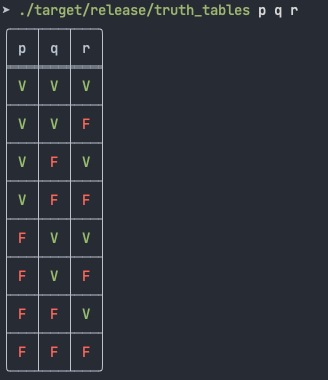 ➤ ./target/release/truth_tables p q r
p q r
V V V
V V F
V F V
V F F
F V V
F V F
F F V
F F F